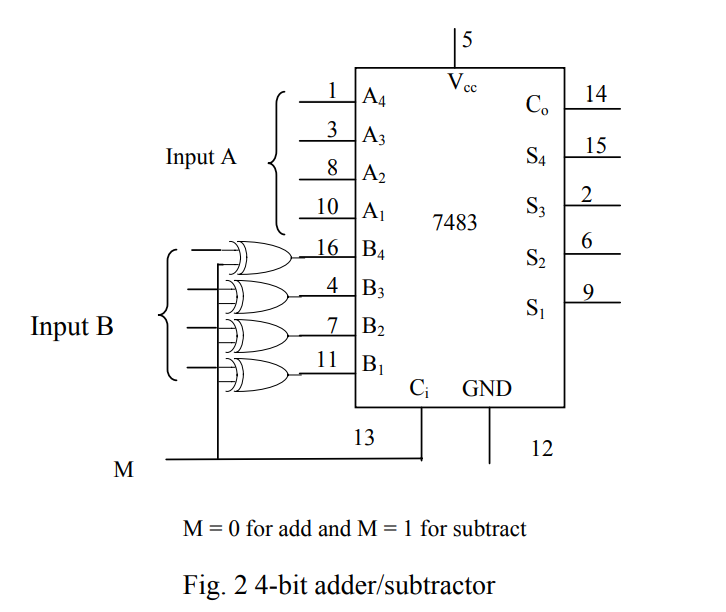 5
Vcc
1 A4
Co 14
3 A3
Input A
S4 15
8 A2
10 A1
S3 2
7483
16 B4
S2 6
4 B3
S1 9
Input B
7 B2
11 B1
Ci GND
13
12
M
M = 0 for add and M = 1 for subtract
Fig. 2 4-bit adder/subtractor